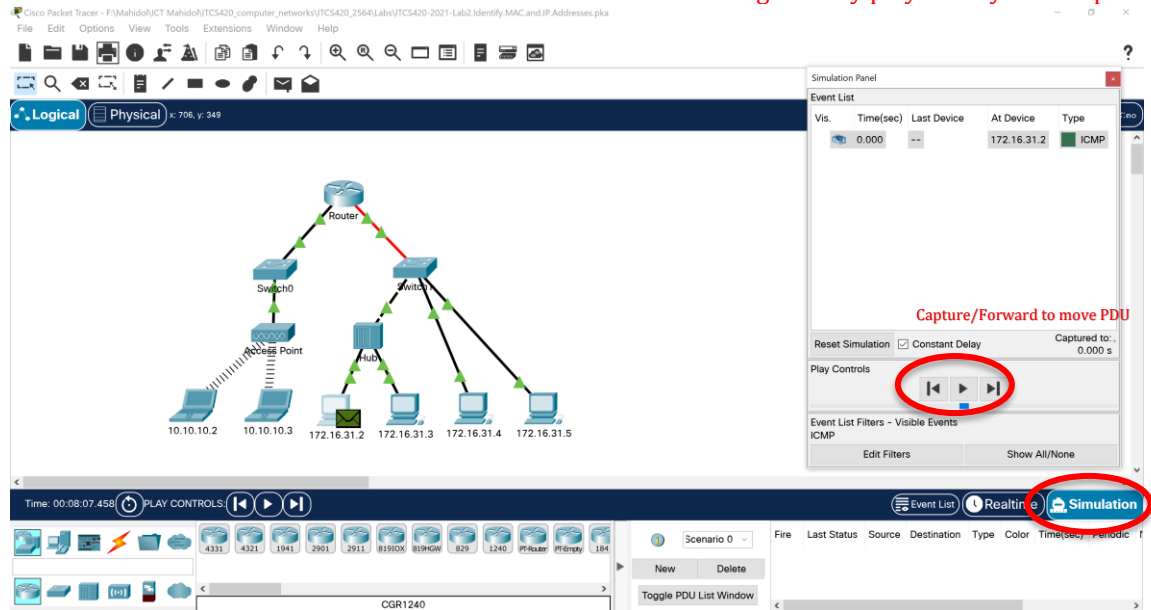 Cisco Packet Tracer - F:\Mahidol\ICT Mahidol\ITCS420_computer_networks\ITCS420_2564\Labs\ITCS420-2021-Lab2.Identify.MAC.and.IP.Addresses.pka
File Edit Options View Tools Extensions Window Help
?
Logical Physical x: 706, y: 349
Simulation Panel
Event List
Vis. Time(sec) Last Device At Device Type
0.000 -- 172.16.31.2 ICMP
Router
Switch0
Switch1
Access Point
Hub
10.10.10.2 10.10.10.3 172.16.31.2 172.16.31.3 172.16.31.4 172.16.31.5
Capture/Forward to move PDU
Reset Simulation Constant Delay Captured to:
0.000 s
Play Controls
Event List Filters - Visible Events
ICMP
Edit Filters Show All/None
Time: 00:08:07.458 PLAY CONTROLS: Event List Realtime Simulation
4331 4321 1941 2901 2911 819IOX 819HGW 829 1240 PT-Router PT-Empty 184
Scenario 0
Fire Last Status Source Destination Type Color Time(sec) Periodic
New Delete
Toggle PDU List Window
CGR1240